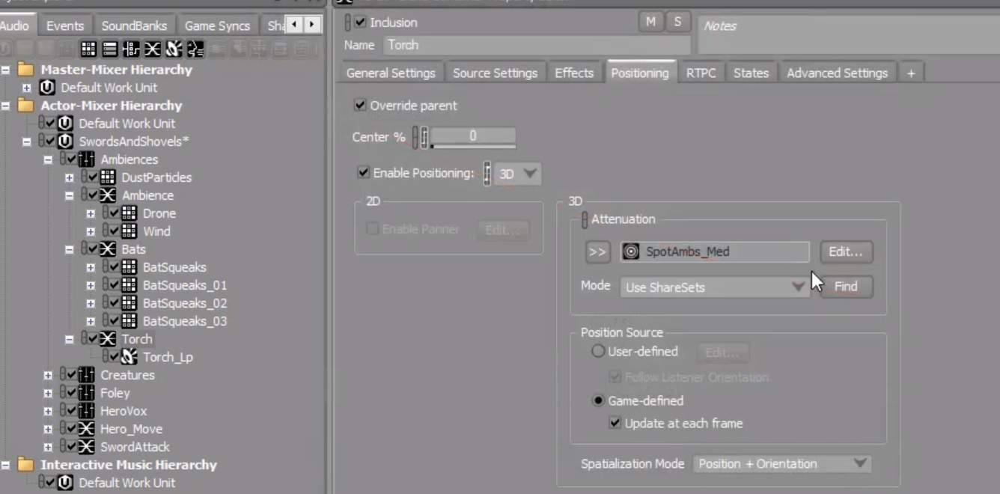 Audio Events SoundBanks Game Syncs
Master-Mixer Hierarchy
Default Work Unit
Actor-Mixer Hierarchy
Default Work Unit
SwordsAndShovels*
Ambiences
DustParticles
Ambience
Drone
Wind
Bats
BatSqueaks
BatSqueaks_01
BatSqueaks_02
BatSqueaks_03
Torch
Torch_Lp
Creatures
Foley
HeroVox
Hero_Move
SwordAttack
Interactive Music Hierarchy
Default Work Unit
Inclusion
M S
Notes
Name Torch
General Settings Source Settings Effects Positioning RTPC States Advanced Settings +
Override parent
Center % 0
Enable Positioning: 3D
2D
Enable Panner Edit...
3D
Attenuation
>> SpotAmbs_Med Edit...
Mode Use ShareSets Find
Position Source
User-defined Edit...
Follow Listener Orientation
Game-defined
Update at each frame
Spatialization Mode Position + Orientation